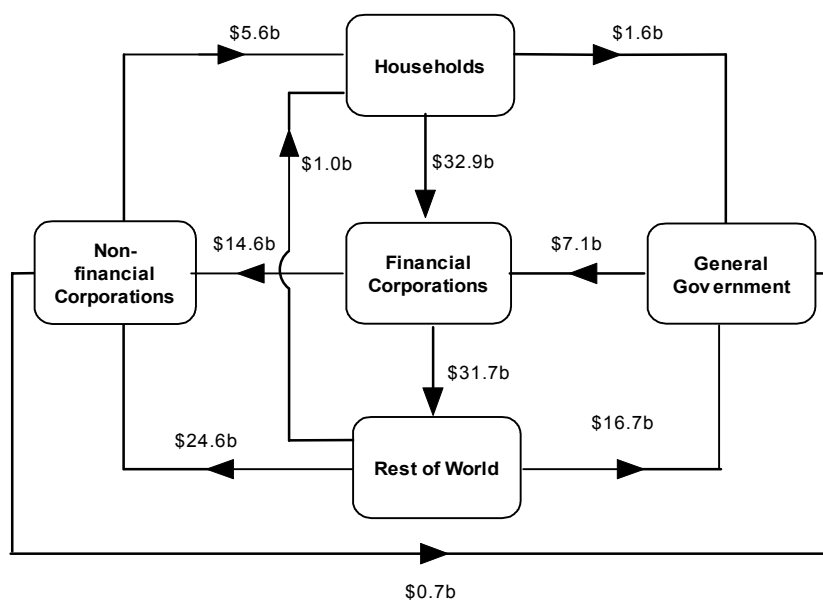 $5.6b
$1.6b
Households
$1.0b
$32.9b
Non-
financial
Corporations
$14.6b
Financial
Corporations
$7.1b
General
Government
$31.7b
$24.6b
$16.7b
Rest of World
$0.7b